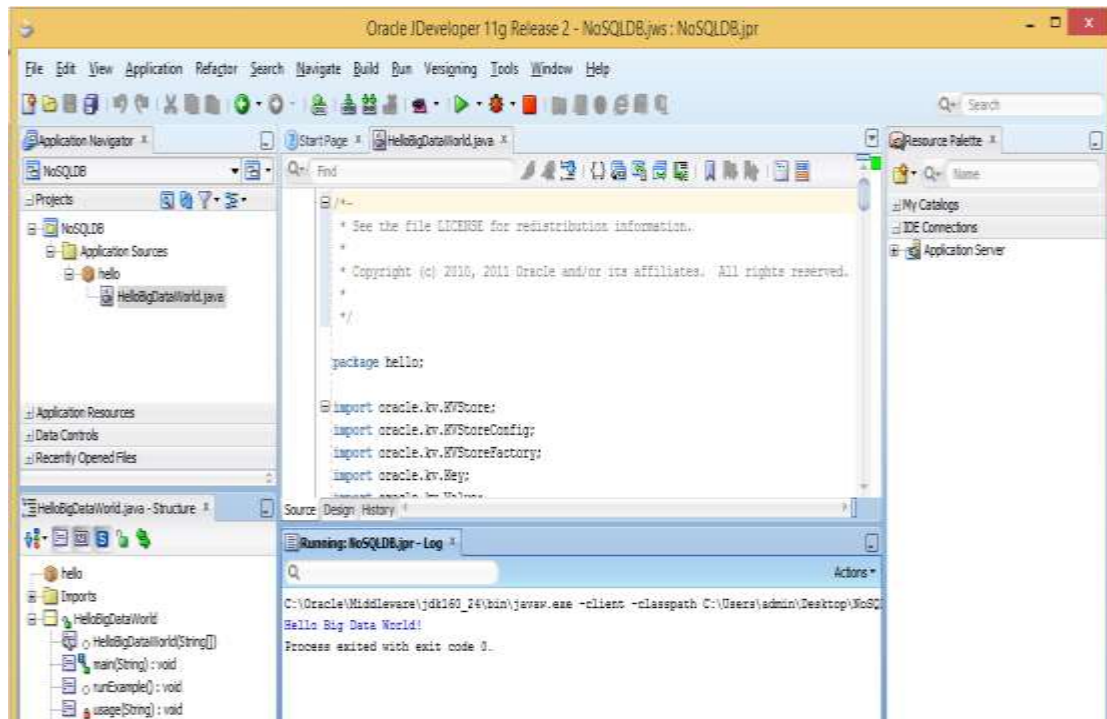 Oracle JDeveloper 11g Release 2 - NoSQLDB.jws : NoSQLDB.jpr
File Edit View Application Refactor Search Navigate Build Run Versioning Tools Window Help
Search
Application Navigator
NoSQLDB
Projects
NoSQLDB
Application Sources
hello
HelloBigDataWorld.java
Application Resources
Data Controls
Recently Opened Files
Start Page
HelloBigDataWorld.java
Find
/*-
* See the file LICENSE for redistribution information.
*
* Copyright (c) 2010, 2011 Oracle and/or its affiliates. All rights reserved.
*
*/
package hello;
import oracle.kv.KVStore;
import oracle.kv.KVStoreConfig;
import oracle.kv.KVStoreFactory;
import oracle.kv.Key;
import oracle.kv.Value;
Source Design History
Resource Palette
Name
My Catalogs
IDE Connections
Application Server
HelloBigDataWorld.java - Structure
hello
Imports
HelloBigDataWorld
HelloBigDataWorld(String[])
main(String) : void
runExample() : void
usage(String) : void
Running: NoSQLDB.jpr - Log
Actions
C:\Oracle\Middleware\jdk160_24\bin\javaw.exe -client -classpath C:\Users\admin\Desktop\NoSQ
Hello Big Data World!
Process exited with exit code 0.